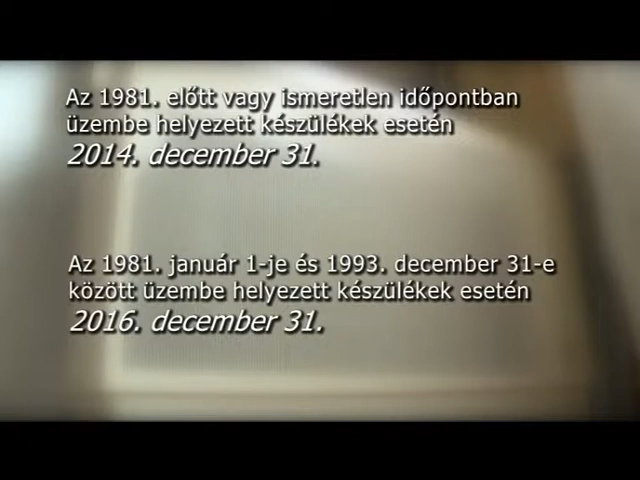 Az 1981. előtt vagy ismeretlen időpontban
üzembe helyezett készülékek esetén
2014. december 31.
Az 1981. január 1-je és 1993. december 31-e
között üzembe helyezett készülékek esetén
2016. december 31.